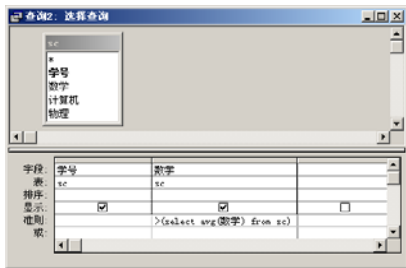 查询2: 选择查询
sc
*
学号
数学
计算机
物理
字段: 学号 数学
表: sc sc
排序:
显示:
准则: >(select avg(数学) from sc)
或: